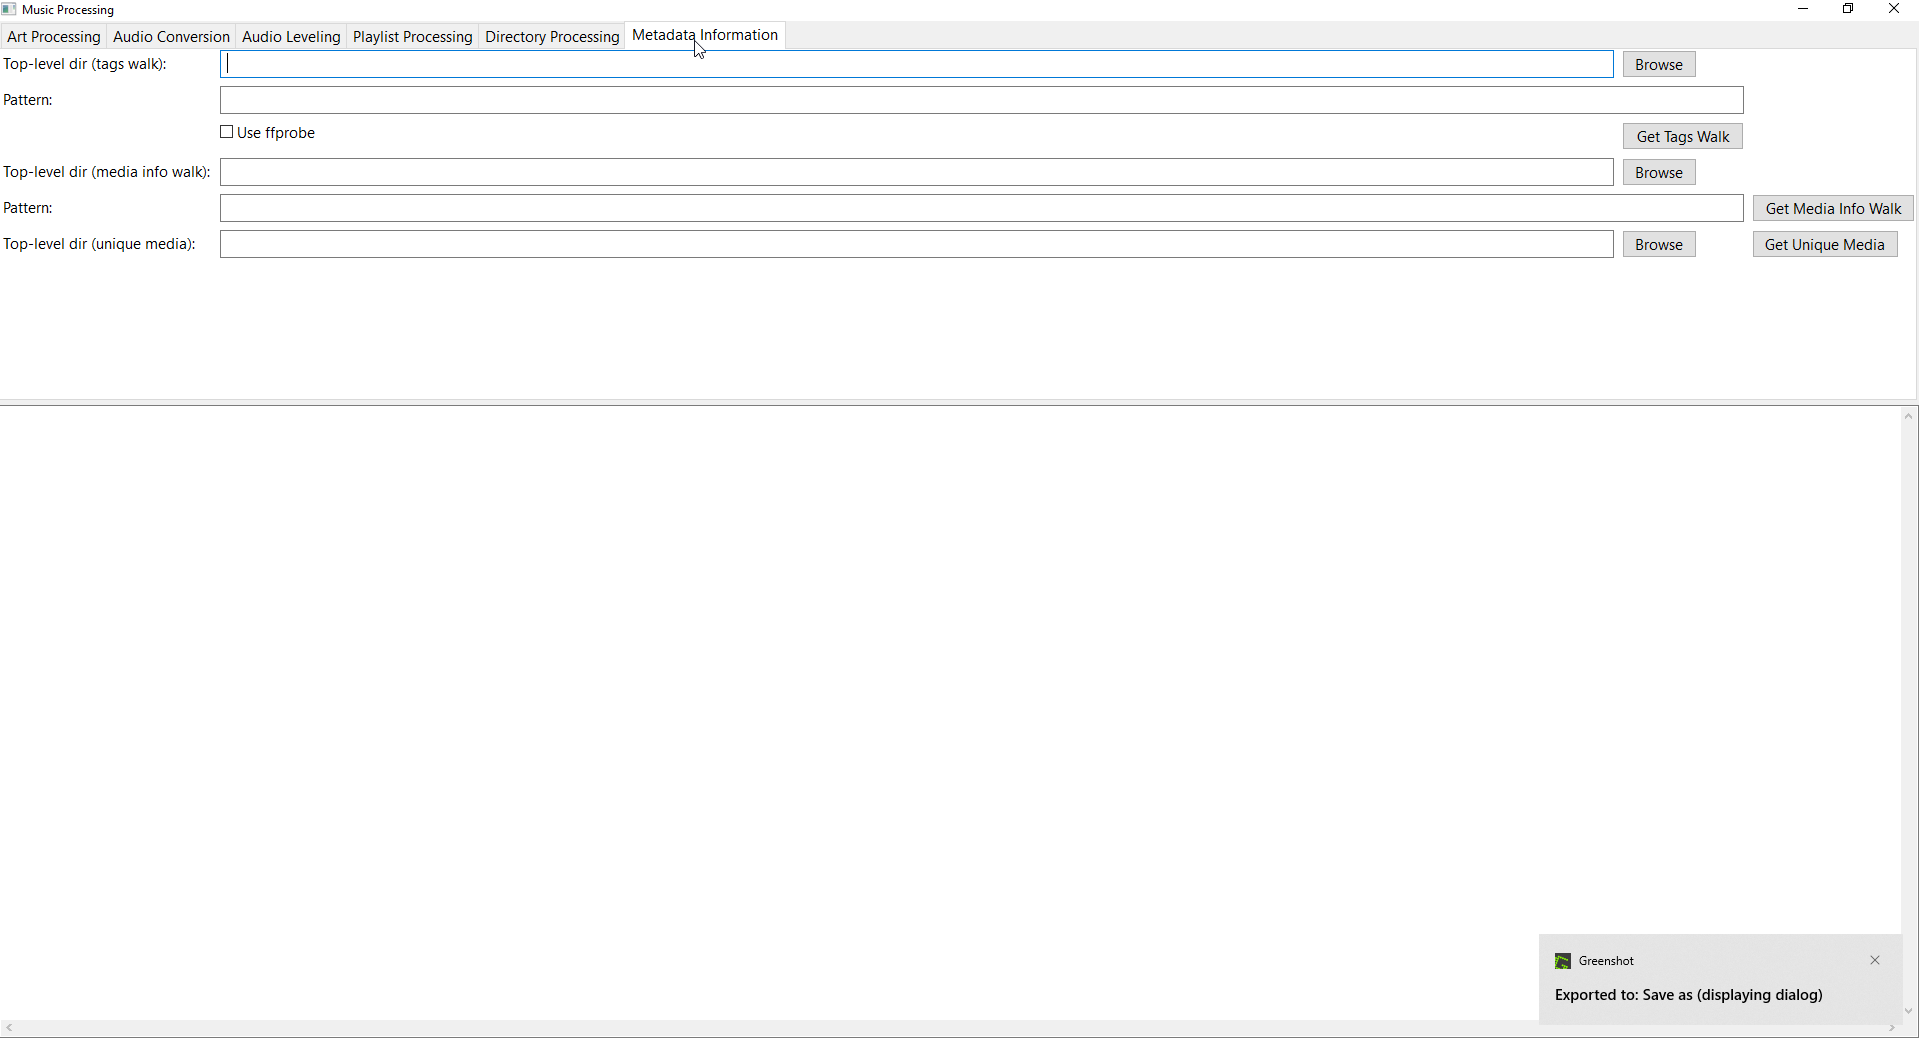 Music Processing
Art Processing Audio Conversion Audio Leveling Playlist Processing Directory Processing Metadata Information
Top-level dir (tags walk): Browse
Pattern:
Use ffprobe Get Tags Walk
Top-level dir (media info walk): Browse
Pattern: Get Media Info Walk
Top-level dir (unique media): Browse Get Unique Media
Greenshot
Exported to: Save as (displaying dialog)